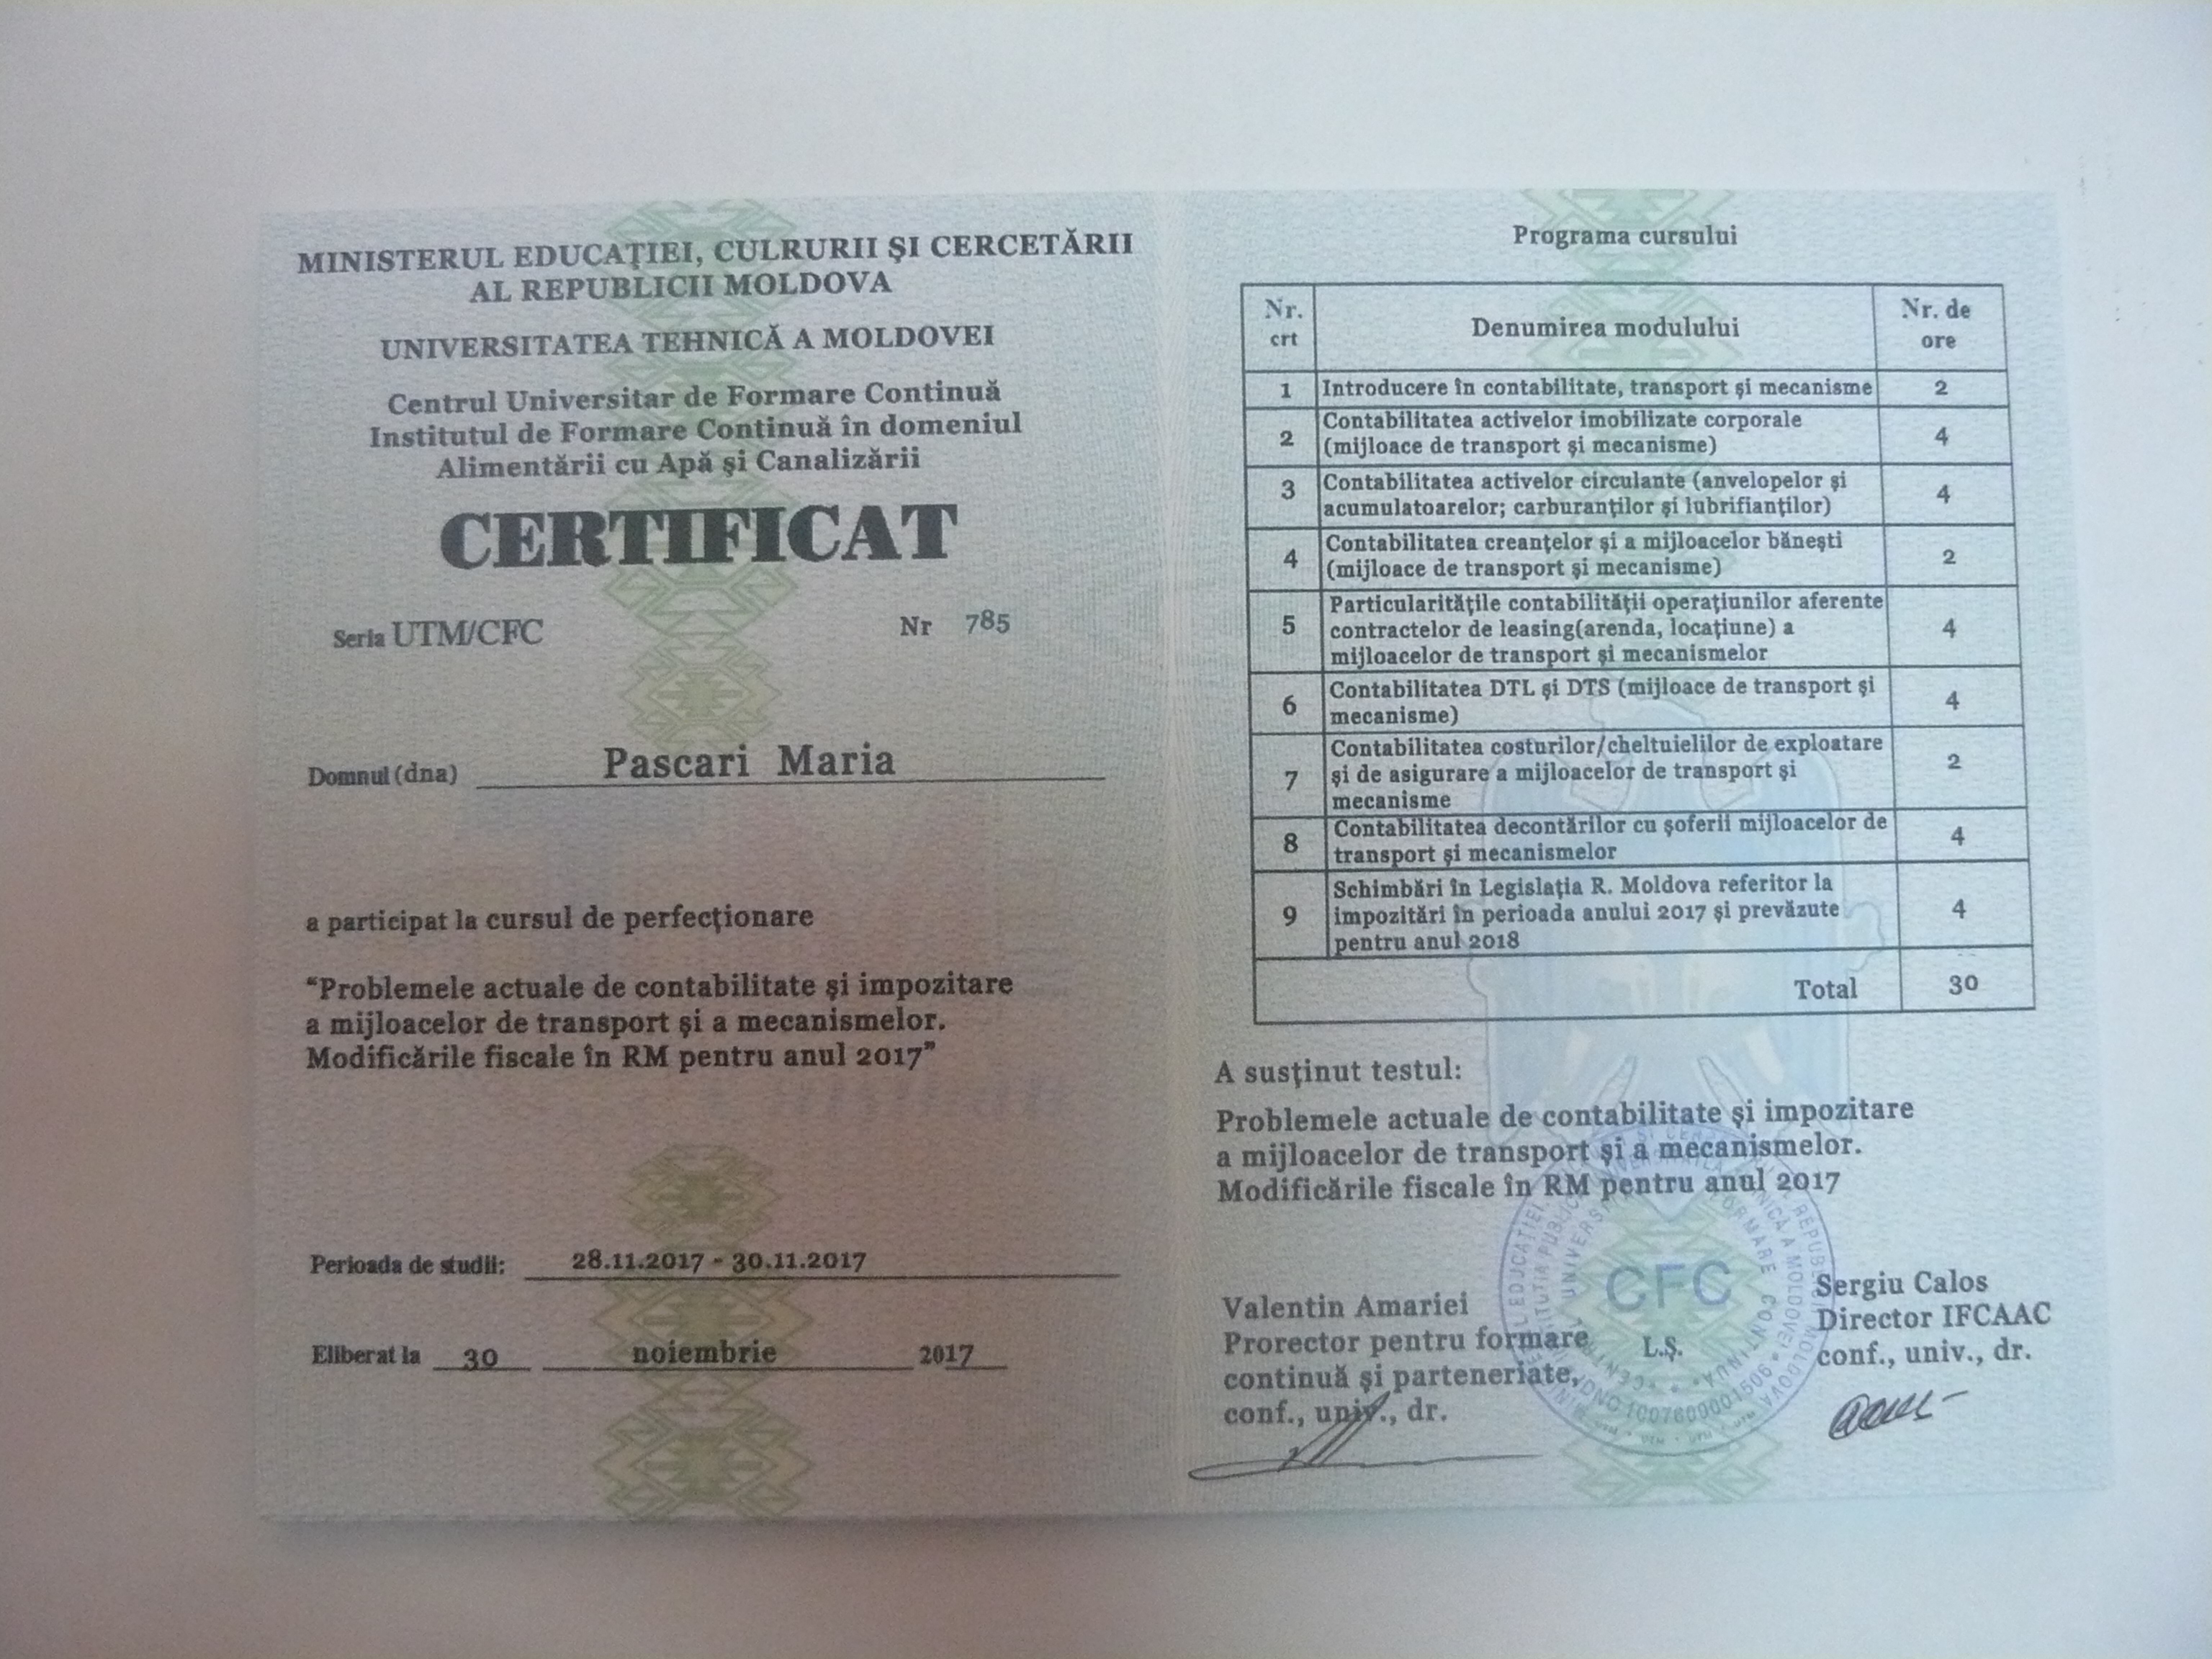 MINISTERUL EDUCAŢIEI, CULRURII ŞI CERCETĂRII
AL REPUBLICII MOLDOVA
UNIVERSITATEA TEHNICĂ A MOLDOVEI
Centrul Universitar de Formare Continuă
Institutul de Formare Continuă în domeniul
Alimentării cu Apă şi Canalizării
CERTIFICAT
Seria UTM/CFC Nr 785
Domnul (dna) Pascari Maria
a participat la cursul de perfecţionare
“Problemele actuale de contabilitate şi impozitare
a mijloacelor de transport şi a mecanismelor.
Modificările fiscale în RM pentru anul 2017”
Perioada de studii: 28.11.2017 - 30.11.2017
Eliberat la 30 noiembrie 2017
Programa cursului
Nr. crt Denumirea modulului Nr. de ore
1 Introducere în contabilitate, transport şi mecanisme 2
2 Contabilitatea activelor imobilizate corporale
(mijloace de transport şi mecanisme) 4
3 Contabilitatea activelor circulante (anvelopelor şi
acumulatoarelor; carburanţilor şi lubrifianţilor) 4
4 Contabilitatea creanţelor şi a mijloacelor băneşti
(mijloace de transport şi mecanisme) 2
5 Particularităţile contabilităţii operaţiunilor aferente
contractelor de leasing(arenda, locaţiune) a
mijloacelor de transport şi mecanismelor 4
6 Contabilitatea DTL şi DTS (mijloace de transport şi
mecanisme) 4
7 Contabilitatea costurilor/cheltuielilor de exploatare
şi de asigurare a mijloacelor de transport şi
mecanisme 2
8 Contabilitatea decontărilor cu şoferii mijloacelor de
transport şi mecanismelor 4
9 Schimbări în Legislaţia R. Moldova referitor la
impozitări în perioada anului 2017 şi prevăzute
pentru anul 2018 4
Total 30
A susţinut testul:
Problemele actuale de contabilitate şi impozitare
a mijloacelor de transport şi a mecanismelor.
Modificările fiscale în RM pentru anul 2017
Valentin Amariei
Prorector pentru formare
continuă şi parteneriate,
conf., univ., dr.
CFC
L.Ş.
Sergiu Calos
Director IFCAAC
conf., univ., dr.